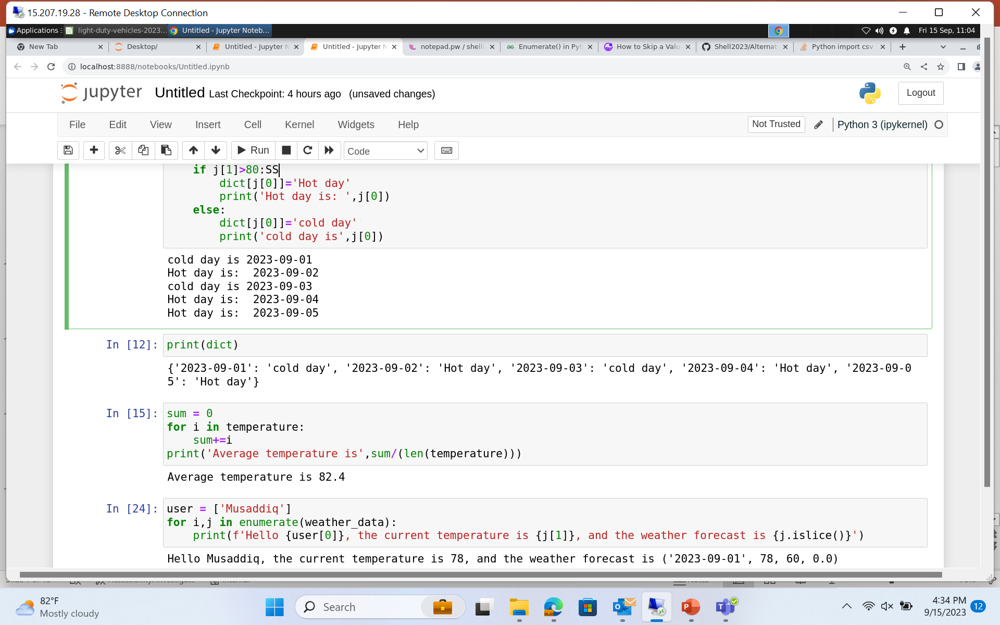 15.207.19.28 - Remote Desktop Connection
Applications light-duty-vehicles-2023... Untitled - Jupyter Noteb... Fri 15 Sep, 11:04
New Tab Desktop/ Untitled - Jupyter N Untitled - Jupyter N notepad.pw / shelli Enumerate() in Pyt How to Skip a Valu Shell2023/Alternati Python import csv
localhost:8888/notebooks/Untitled.ipynb
jupyter Untitled Last Checkpoint: 4 hours ago (unsaved changes) Logout
File Edit View Insert Cell Kernel Widgets Help Not Trusted Python 3 (ipykernel)
Run Code
if j[1]>80:SS
dict[j[0]]='Hot day'
print('Hot day is: ',j[0])
else:
dict[j[0]]='cold day'
print('cold day is',j[0])
cold day is 2023-09-01
Hot day is:  2023-09-02
cold day is 2023-09-03
Hot day is:  2023-09-04
Hot day is:  2023-09-05
In [12]: print(dict)
{'2023-09-01': 'cold day', '2023-09-02': 'Hot day', '2023-09-03': 'cold day', '2023-09-04': 'Hot day', '2023-09-0
5': 'Hot day'}
In [15]: sum = 0
for i in temperature:
sum+=i
print('Average temperature is',sum/(len(temperature)))
Average temperature is 82.4
In [24]: user = ['Musaddiq']
for i,j in enumerate(weather_data):
print(f'Hello {user[0]}, the current temperature is {j[1]}, and the weather forecast is {j.islice()}')
Hello Musaddiq, the current temperature is 78, and the weather forecast is ('2023-09-01', 78, 60, 0.0)
82°F
Mostly cloudy
Search
4:34 PM
9/15/2023
12